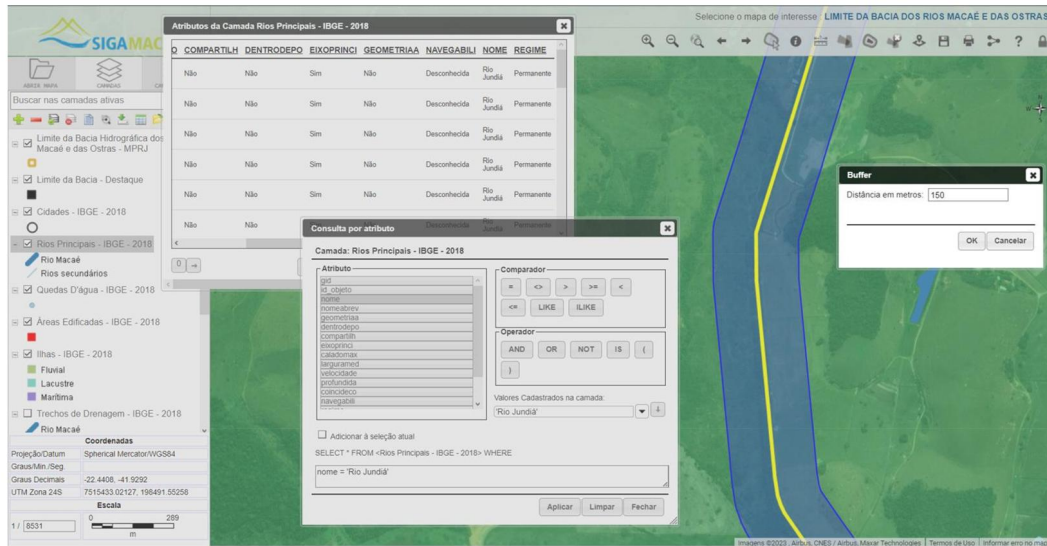 SIGAMAC
ABRIR MAPA
CAMADAS
Buscar nas camadas ativas
Limite da Bacia Hidrográfica dos
Macaé e das Ostras - MPRJ
Limite da Bacia - Destaque
Cidades - IBGE - 2018
Rios Principais - IBGE - 2018
Rio Macaé
Rios secundários
Quedas D'água - IBGE - 2018
Áreas Edificadas - IBGE - 2018
Ilhas - IBGE - 2018
Fluvial
Lacustre
Marítima
Trechos de Drenagem - IBGE - 2018
Rio Macaé
Coordenadas
Projeção/Datum Spherical Mercator/WGS84
Graus/Min./Seg.
Graus Decimais -22.4408, -41.9292
UTM Zona 24S 7515433.02127, 198491.55258
Escala
1 / 8531
0 289
m
Atributos da Camada Rios Principais - IBGE - 2018
O COMPARTILH DENTRODEPO EIXOPRINCI GEOMETRIAA NAVEGABILI NOME REGIME
Não Não Sim Não Desconhecida Rio Jundiá Permanente
Não Não Sim Não Desconhecida Rio Jundiá Permanente
Não Não Sim Não Desconhecida Rio Jundiá Permanente
Não Não Sim Não Desconhecida Rio Jundiá Permanente
Não Não Sim Não Desconhecida Rio Jundiá Permanente
Não Não Sim Não Desconhecida Rio Jundiá Permanente
0
Consulta por atributo
Camada: Rios Principais - IBGE - 2018
Atributo
gid
id_objeto
nome
nomeabrev
geometriaa
dentrodepo
compartilh
eixoprinci
caladomax
larguramed
velocidade
profundida
coincideco
navegabili
Comparador
= <> > >= <
<= LIKE ILIKE
Operador
AND OR NOT IS (
)
Valores Cadastrados na camada:
'Rio Jundiá'
Adicionar à seleção atual
SELECT * FROM <Rios Principais - IBGE - 2018> WHERE
nome = 'Rio Jundiá'
Aplicar Limpar Fechar
Selecione o mapa de interesse : LIMITE DA BACIA DOS RIOS MACAÉ E DAS OSTRAS
Buffer
Distância em metros: 150
OK Cancelar
Imagens ©2023 , Airbus, CNES / Airbus, Maxar Technologies Termos de Uso Informar erro no map